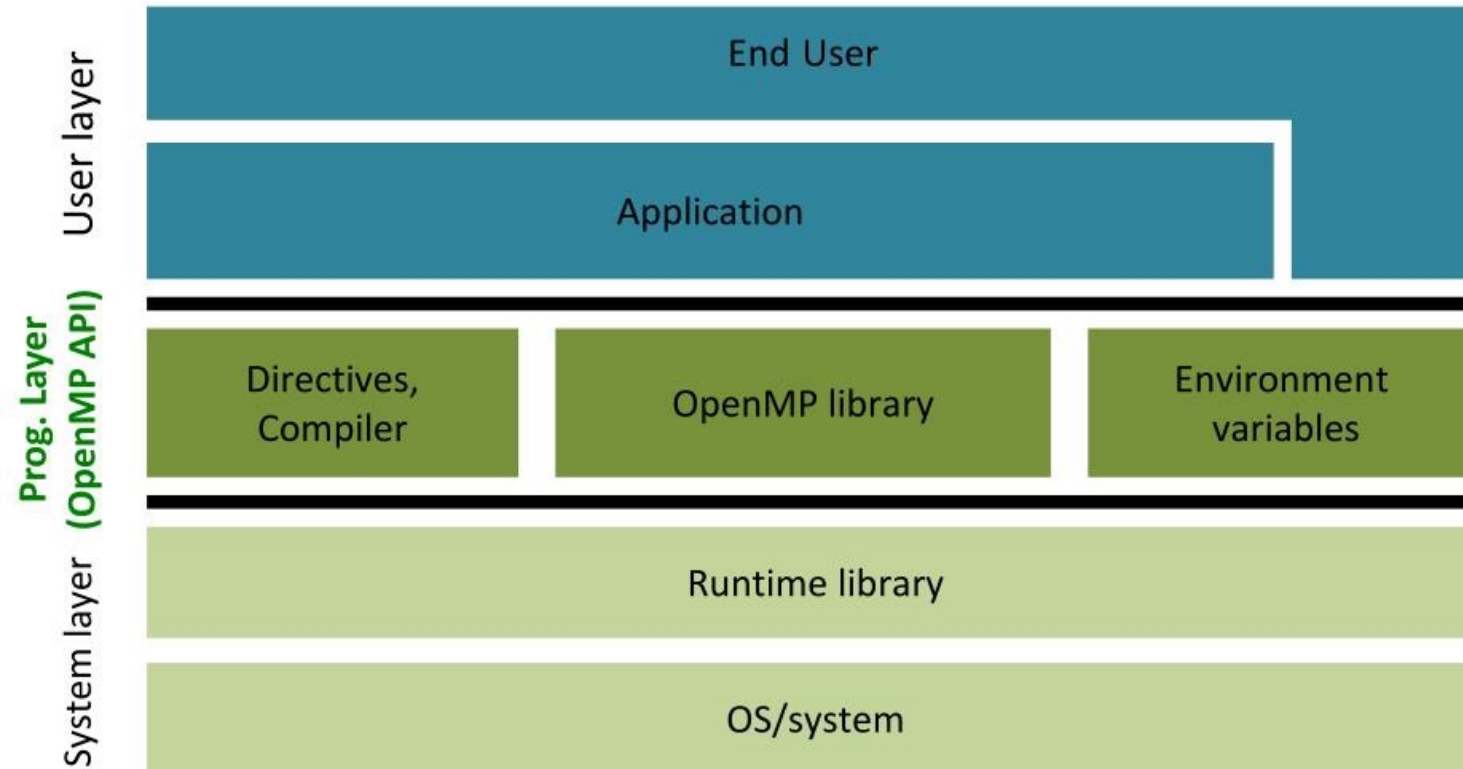 User layer
End User
Application
Prog. Layer
(OpenMP API)
Directives,
Compiler
OpenMP library
Environment
variables
System layer
Runtime library
OS/system